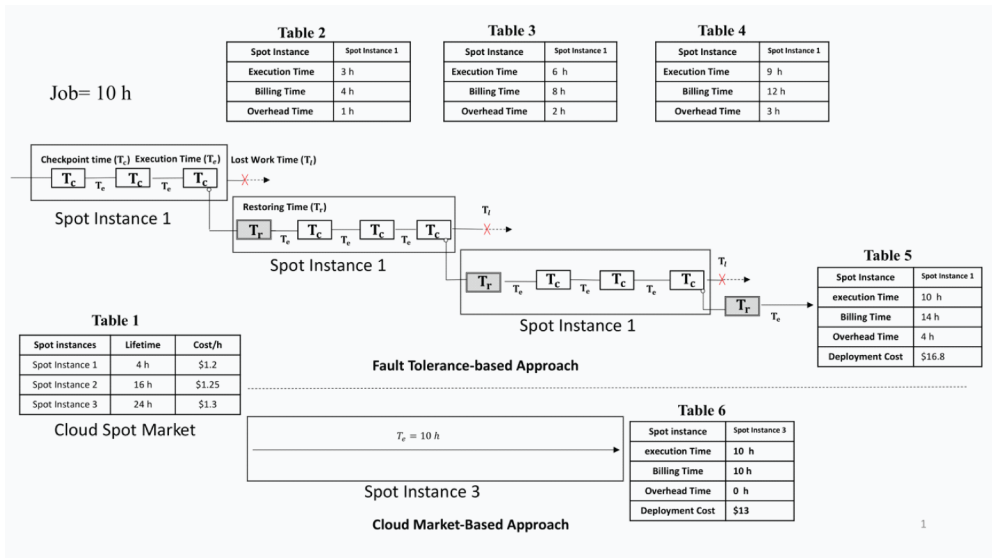 Table 2
Spot Instance Spot Instance 1
Execution Time 3 h
Billing Time 4 h
Overhead Time 1 h
Table 3
Spot Instance Spot Instance 1
Execution Time 6 h
Billing Time 8 h
Overhead Time 2 h
Table 4
Spot Instance Spot Instance 1
Execution Time 9 h
Billing Time 12 h
Overhead Time 3 h
Job= 10 h
Checkpoint time (Tc) Execution Time (Te) Lost Work Time (Tl)
Tc Te Tc Te Tc
Spot Instance 1
Restoring Time (Tr) Tl
Tr Te Tc Te Tc Te Tc
Spot Instance 1
Tl
Tr Te Tc Te Tc Te Tc
Tr Te
Spot Instance 1
Table 5
Spot Instance Spot Instance 1
execution Time 10 h
Billing Time 14 h
Overhead Time 4 h
Deployment Cost $16.8
Table 1
Spot instances Lifetime Cost/h
Spot Instance 1 4 h $1.2
Spot Instance 2 16 h $1.25
Spot Instance 3 24 h $1.3
Cloud Spot Market
Fault Tolerance-based Approach
Te = 10 h
Spot Instance 3
Table 6
Spot instance Spot Instance 3
execution Time 10 h
Billing Time 10 h
Overhead Time 0 h
Deployment Cost $13
Cloud Market-Based Approach
1